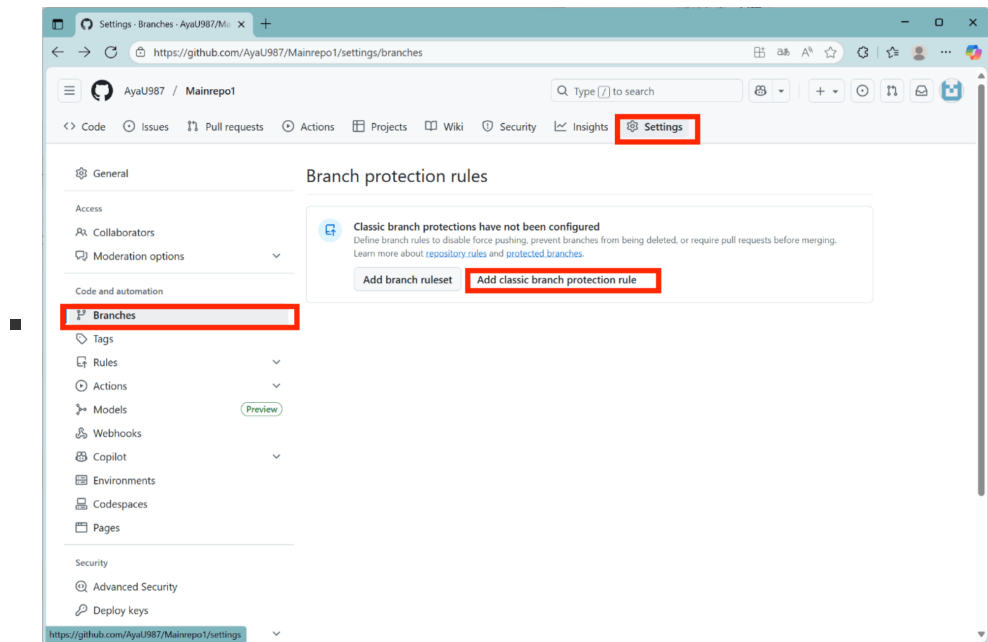 Settings · Branches · AyaU987/Ma
https://github.com/AyaU987/Mainrepo1/settings/branches
AyaU987 / Mainrepo1
Type / to search
Code Issues Pull requests Actions Projects Wiki Security Insights Settings
General
Access
Collaborators
Moderation options
Code and automation
Branches
Tags
Rules
Actions
Models Preview
Webhooks
Copilot
Environments
Codespaces
Pages
Security
Advanced Security
Deploy keys
Branch protection rules
Classic branch protections have not been configured
Define branch rules to disable force pushing, prevent branches from being deleted, or require pull requests before merging.
Learn more about repository rules and protected branches.
Add branch ruleset Add classic branch protection rule
https://github.com/AyaU987/Mainrepo1/settings